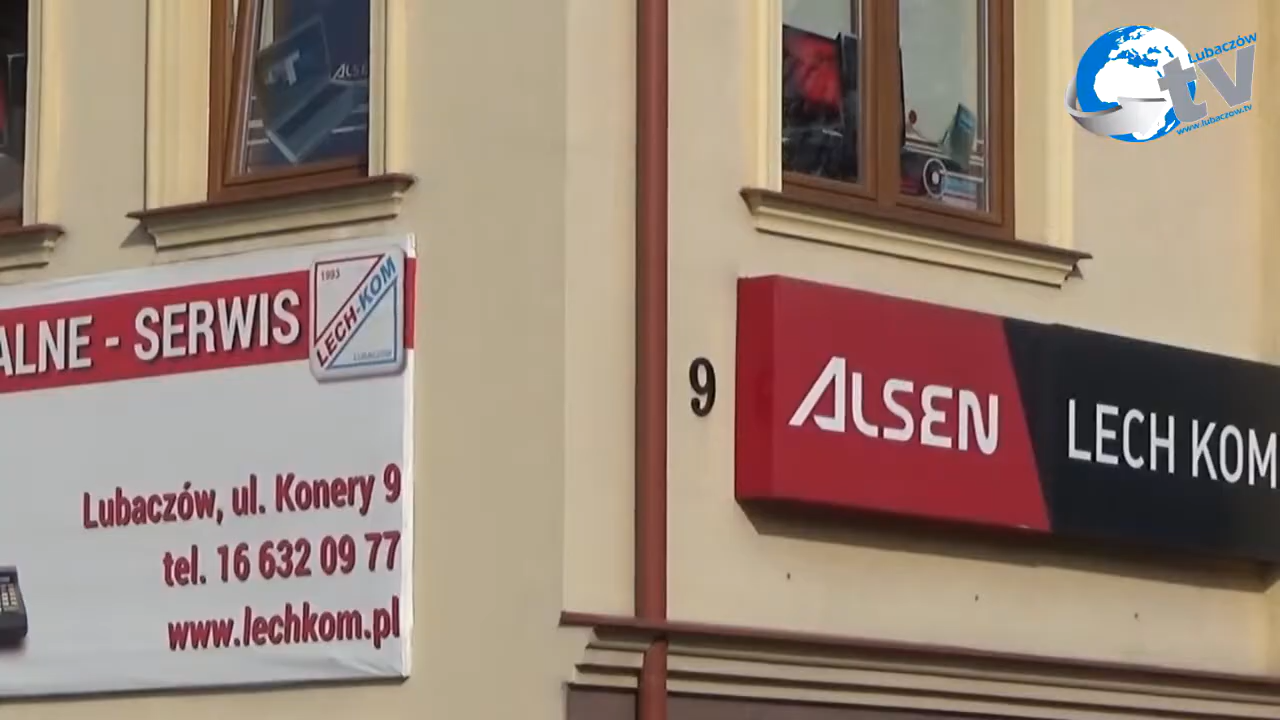 Lubaczów
tv
www.lubaczow.tv
ALSEN
ALNE - SERWIS
1993
LECH-KOM
LUBACZÓW
Lubaczów, ul. Konery 9
tel. 16 632 09 77
www.lechkom.pl
9
ALSEN
LECH KOM